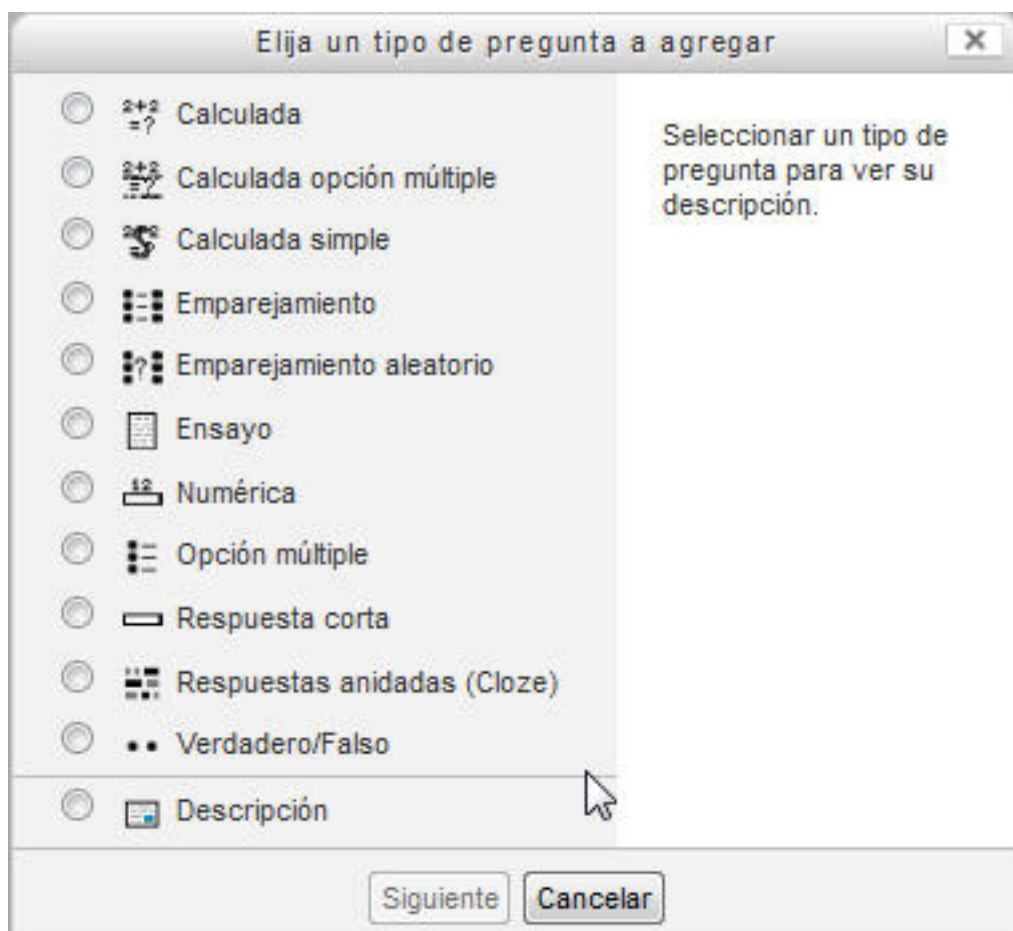 Elija un tipo de pregunta a agregar
Calculada
Calculada opción múltiple
Calculada simple
Emparejamiento
Emparejamiento aleatorio
Ensayo
Numérica
Opción múltiple
Respuesta corta
Respuestas anidadas (Cloze)
Verdadero/Falso
Descripción
Seleccionar un tipo de
pregunta para ver su
descripción.
Siguiente Cancelar